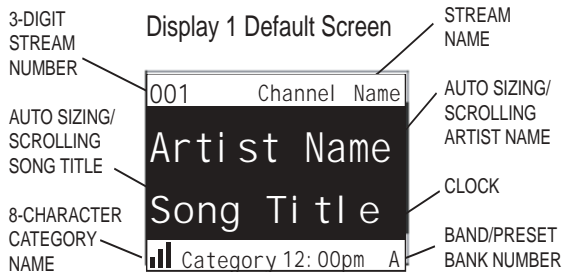 Display 1 Default Screen
3-DIGIT
STREAM
NUMBER
STREAM
NAME
001 Channel Name
AUTO SIZING/
SCROLLING
ARTIST NAME
AUTO SIZING/
SCROLLING
SONG TITLE
Artist Name
Song Title
CLOCK
8-CHARACTER
CATEGORY
NAME
Category 12:00pm A
BAND/PRESET
BANK NUMBER